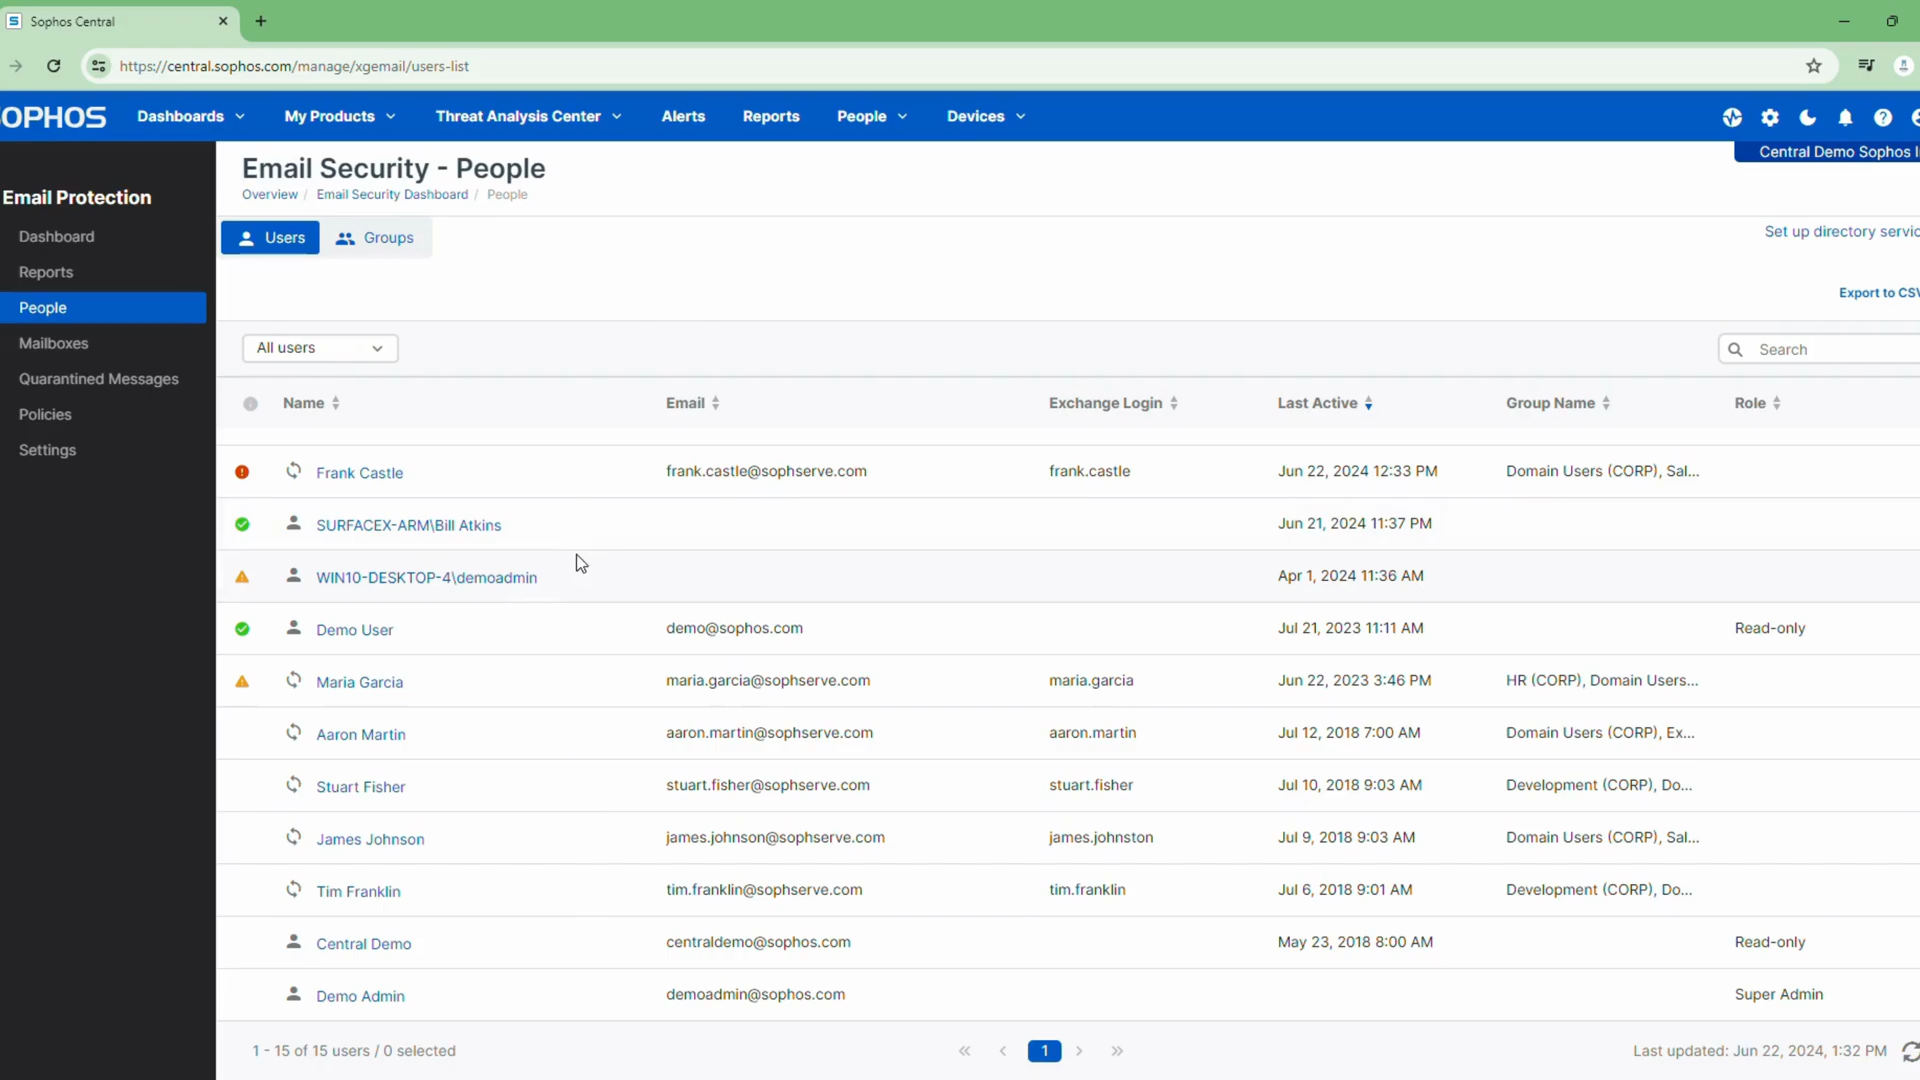 Sophos Central
https://central.sophos.com/manage/xgemail/users-list
SOPHOS Dashboards My Products Threat Analysis Center Alerts Reports People Devices
Central Demo Sophos
Email Protection
Dashboard
Reports
People
Mailboxes
Quarantined Messages
Policies
Settings
Email Security - People
Overview / Email Security Dashboard / People
Users Groups
Set up directory servic
Export to CSV
All users
Search
Name Email Exchange Login Last Active Group Name Role
Frank Castle frank.castle@sophserve.com frank.castle Jun 22, 2024 12:33 PM Domain Users (CORP), Sal...
SURFACEX-ARM\Bill Atkins Jun 21, 2024 11:37 PM
WIN10-DESKTOP-4\demoadmin Apr 1, 2024 11:36 AM
Demo User demo@sophos.com Jul 21, 2023 11:11 AM Read-only
Maria Garcia maria.garcia@sophserve.com maria.garcia Jun 22, 2023 3:46 PM HR (CORP), Domain Users...
Aaron Martin aaron.martin@sophserve.com aaron.martin Jul 12, 2018 7:00 AM Domain Users (CORP), Ex...
Stuart Fisher stuart.fisher@sophserve.com stuart.fisher Jul 10, 2018 9:03 AM Development (CORP), Do...
James Johnson james.johnson@sophserve.com james.johnston Jul 9, 2018 9:03 AM Domain Users (CORP), Sal...
Tim Franklin tim.franklin@sophserve.com tim.franklin Jul 6, 2018 9:01 AM Development (CORP), Do...
Central Demo centraldemo@sophos.com May 23, 2018 8:00 AM Read-only
Demo Admin demoadmin@sophos.com Super Admin
1 - 15 of 15 users / 0 selected
1
Last updated: Jun 22, 2024, 1:32 PM